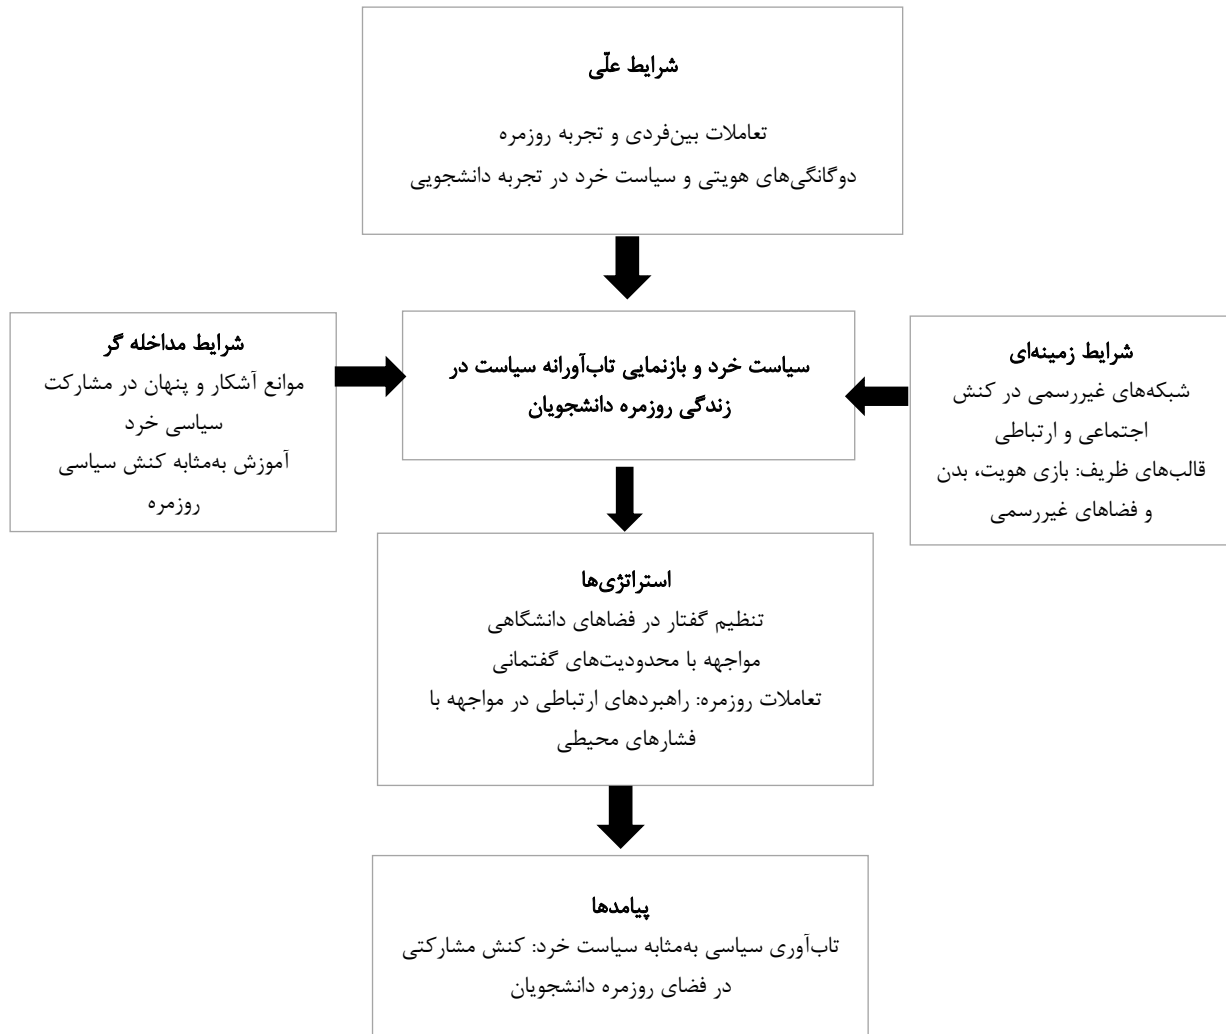 شرایط علّی
تعاملات بین‌فردی و تجربه روزمره
دوگانگی‌های هویتی و سیاست خرد در تجربه دانشجویی
شرایط زمینه‌ای
شبکه‌های غیررسمی در کنش
اجتماعی و ارتباطی
قالب‌های ظریف: بازی هویت، بدن
و فضاهای غیررسمی
سیاست خرد و بازنمایی تاب‌آورانه سیاست در
زندگی روزمره دانشجویان
شرایط مداخله گر
موانع آشکار و پنهان در مشارکت
سیاسی خرد
آموزش به‌مثابه کنش سیاسی
روزمره
استراتژی‌ها
تنظیم گفتار در فضاهای دانشگاهی
مواجهه با محدودیت‌های گفتمانی
تعاملات روزمره: راهبردهای ارتباطی در مواجهه با
فشارهای محیطی
پیامدها
تاب‌آوری سیاسی به‌مثابه سیاست خرد: کنش مشارکتی
در فضای روزمره دانشجویان